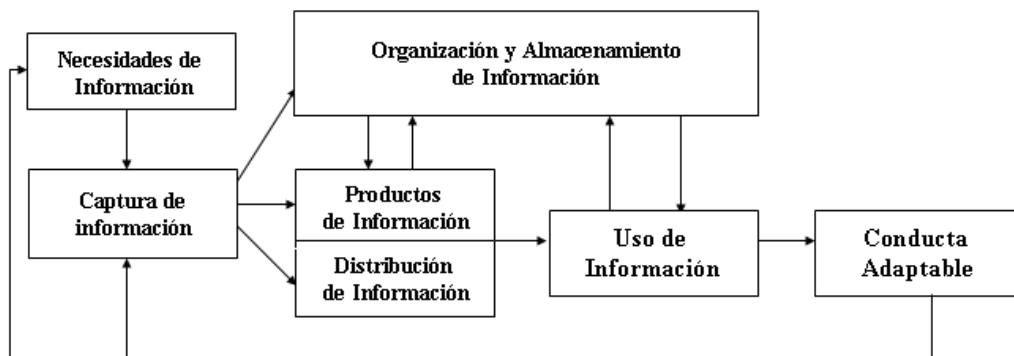 Necesidades de
Información
Organización y Almacenamiento
de Información
Captura de
información
Productos
de Información
Distribución
de Información
Uso de
Información
Conducta
Adaptable